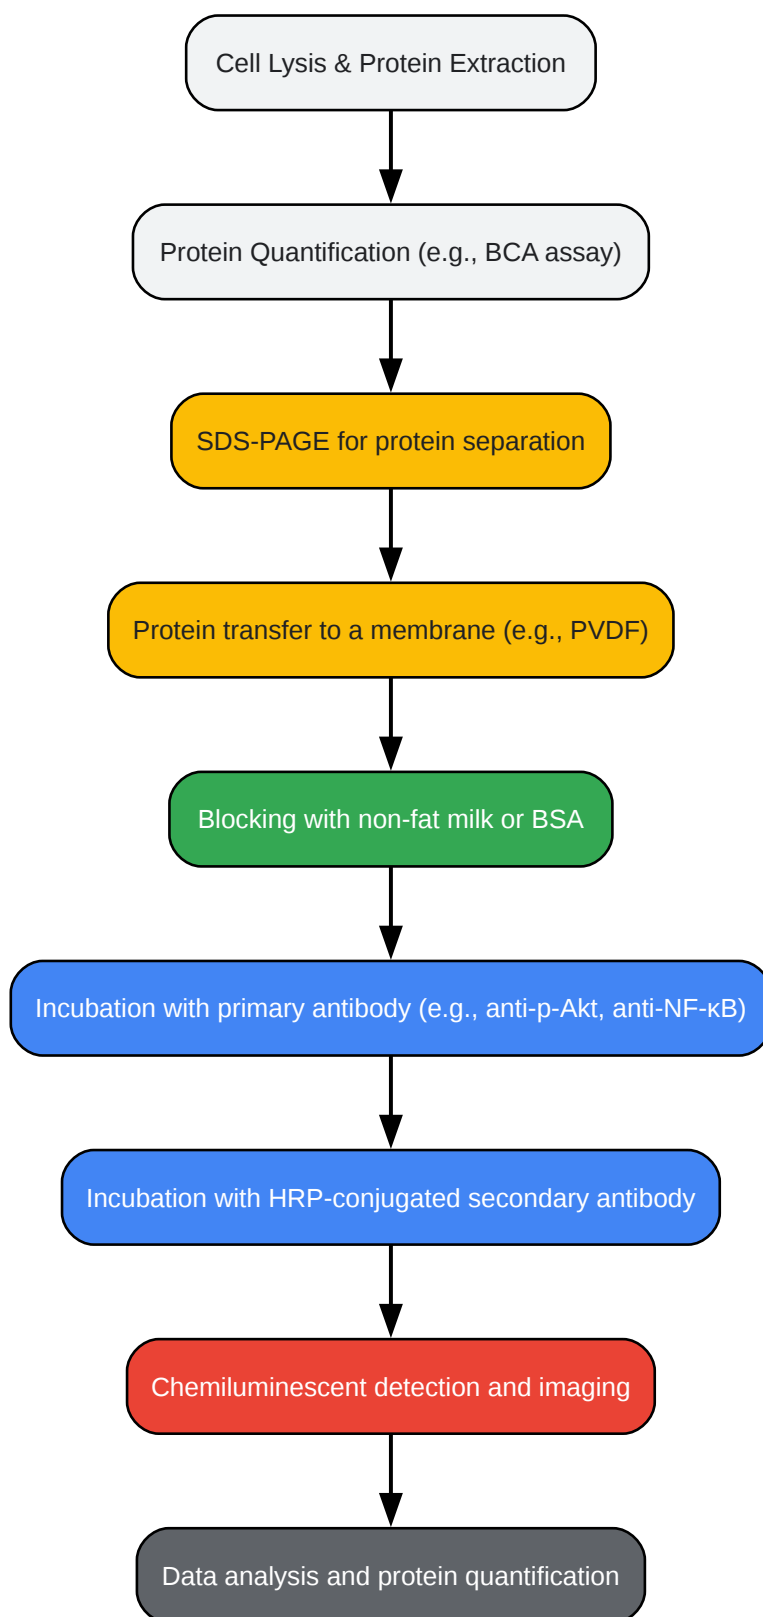 Cell Lysis & Protein Extraction
Protein Quantification (e.g., BCA assay)
SDS-PAGE for protein separation
Protein transfer to a membrane (e.g., PVDF)
Blocking with non-fat milk or BSA
Incubation with primary antibody (e.g., anti-p-Akt, anti-NF-κB)
Incubation with HRP-conjugated secondary antibody
Chemiluminescent detection and imaging
Data analysis and protein quantification